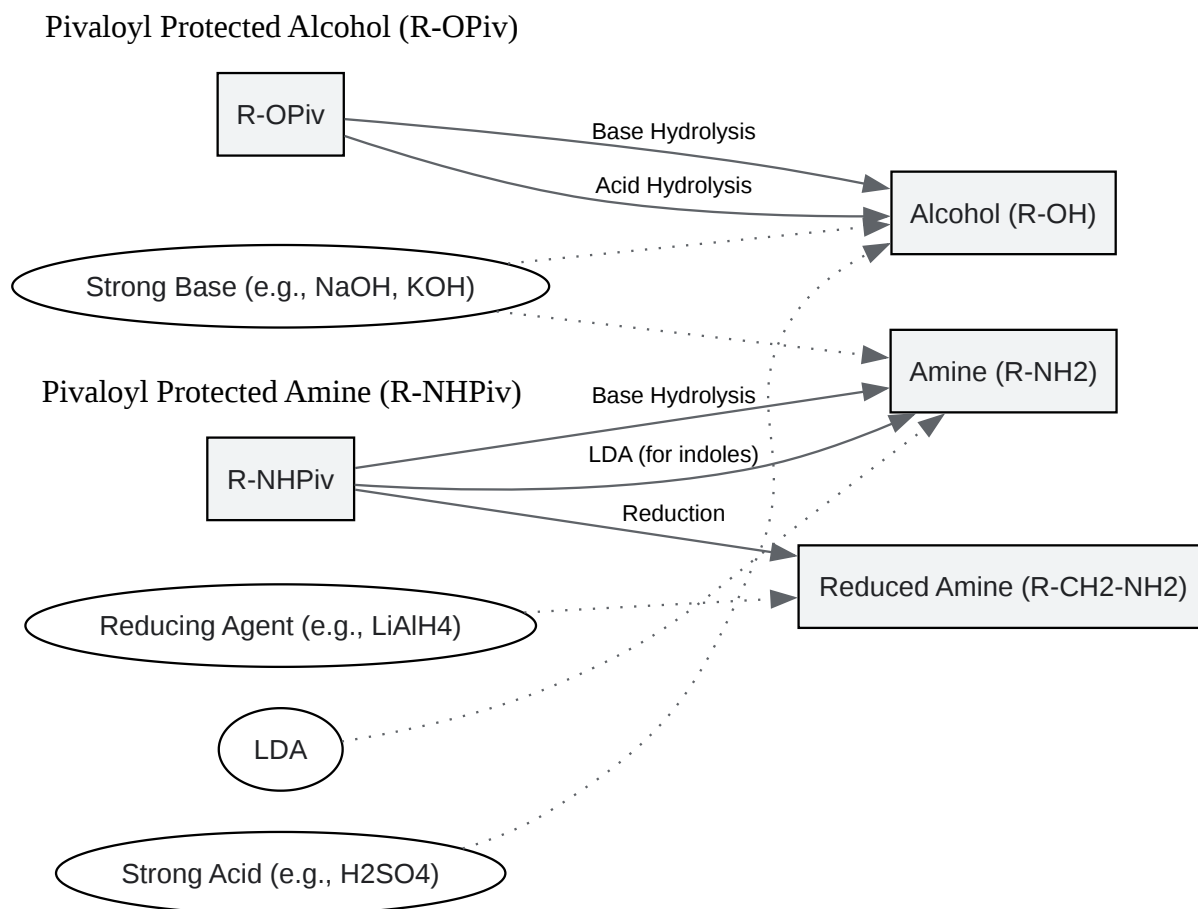 Pivaloyl Protected Alcohol (R-OPiv)
R-OPiv
Base Hydrolysis
Acid Hydrolysis
Alcohol (R-OH)
Strong Base (e.g., NaOH, KOH)
Amine (R-NH2)
Pivaloyl Protected Amine (R-NHPiv)
Base Hydrolysis
LDA (for indoles)
R-NHPiv
Reduction
Reduced Amine (R-CH2-NH2)
Reducing Agent (e.g., LiAlH4)
LDA
Strong Acid (e.g., H2SO4)